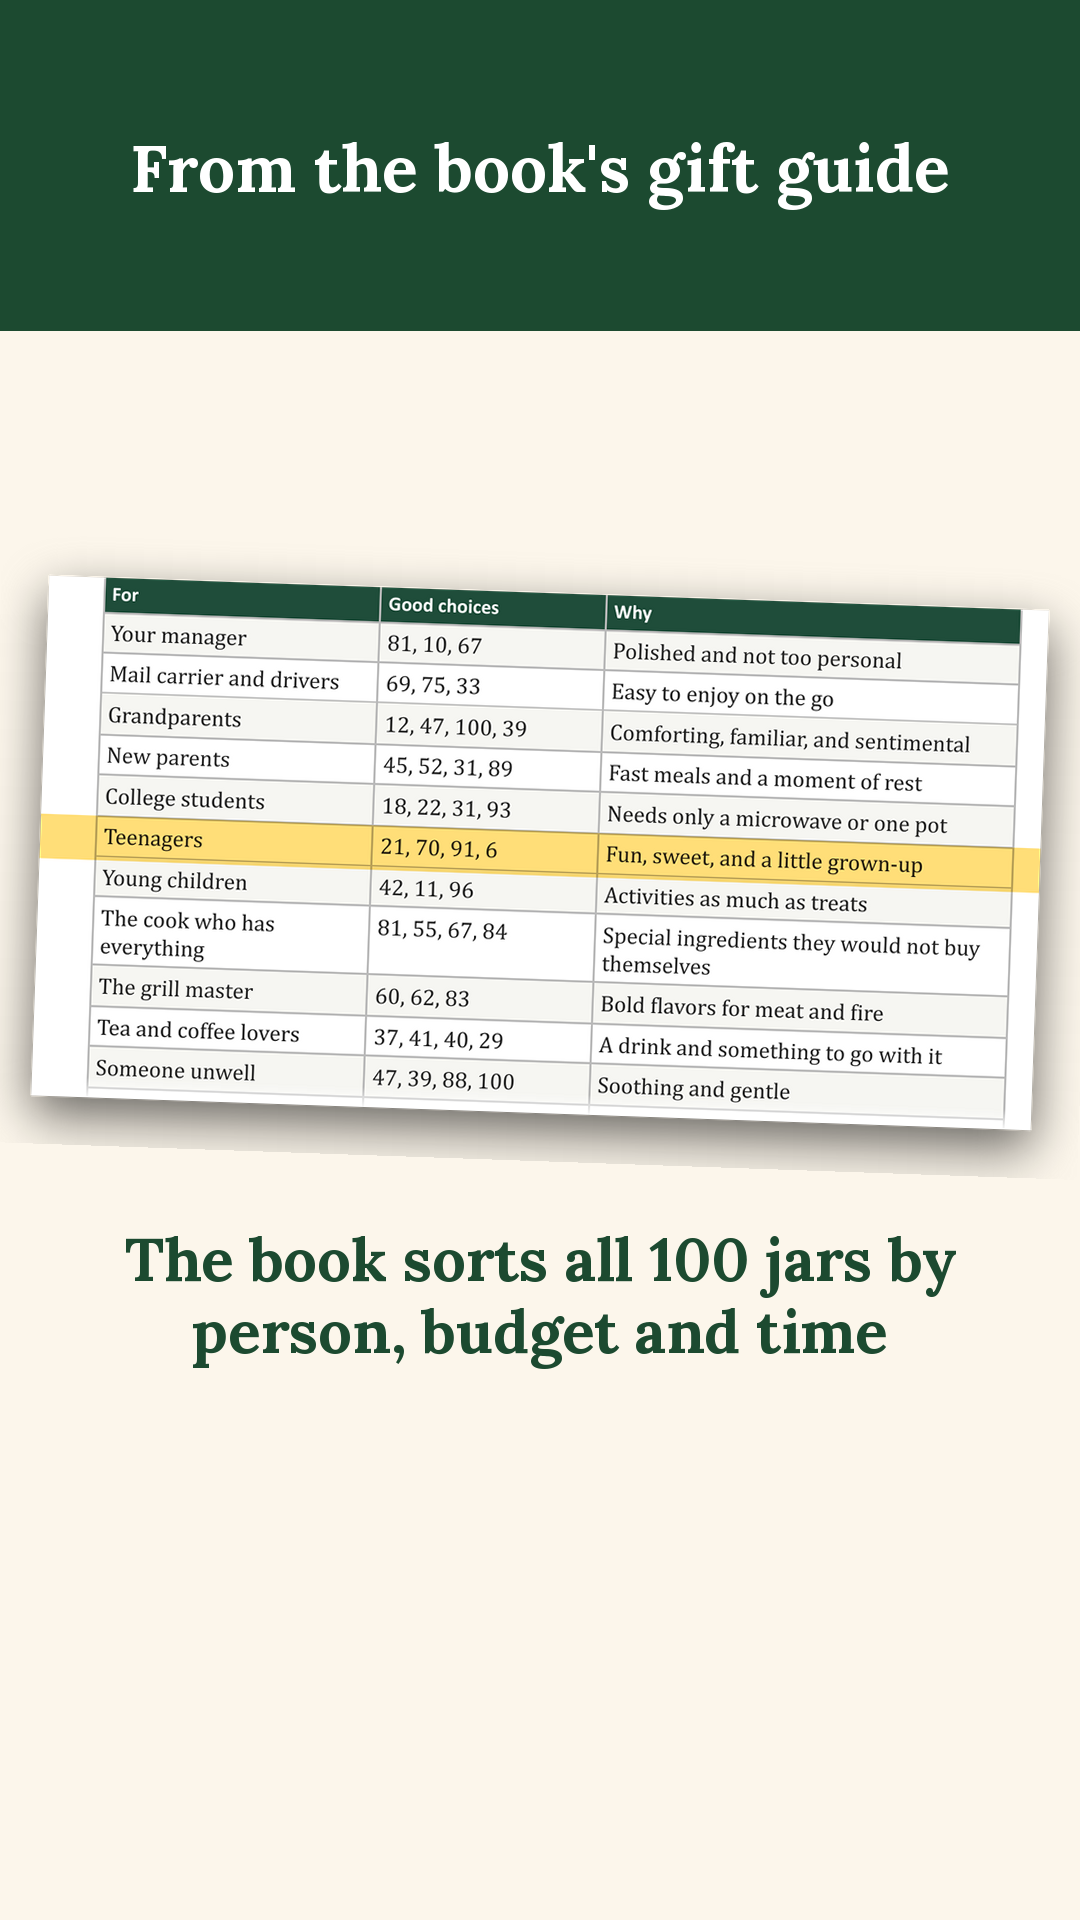 From the book's gift guide
For Good choices Why
Your manager 81, 10, 67 Polished and not too personal
Mail carrier and drivers 69, 75, 33 Easy to enjoy on the go
Grandparents 12, 47, 100, 39 Comforting, familiar, and sentimental
New parents 45, 52, 31, 89 Fast meals and a moment of rest
College students 18, 22, 31, 93 Needs only a microwave or one pot
Teenagers 21, 70, 91, 6 Fun, sweet, and a little grown-up
Young children 42, 11, 96 Activities as much as treats
The cook who has 81, 55, 67, 84 Special ingredients they would not buy
everything themselves
The grill master 60, 62, 83 Bold flavors for meat and fire
Tea and coffee lovers 37, 41, 40, 29 A drink and something to go with it
Someone unwell 47, 39, 88, 100 Soothing and gentle
The book sorts all 100 jars by
person, budget and time